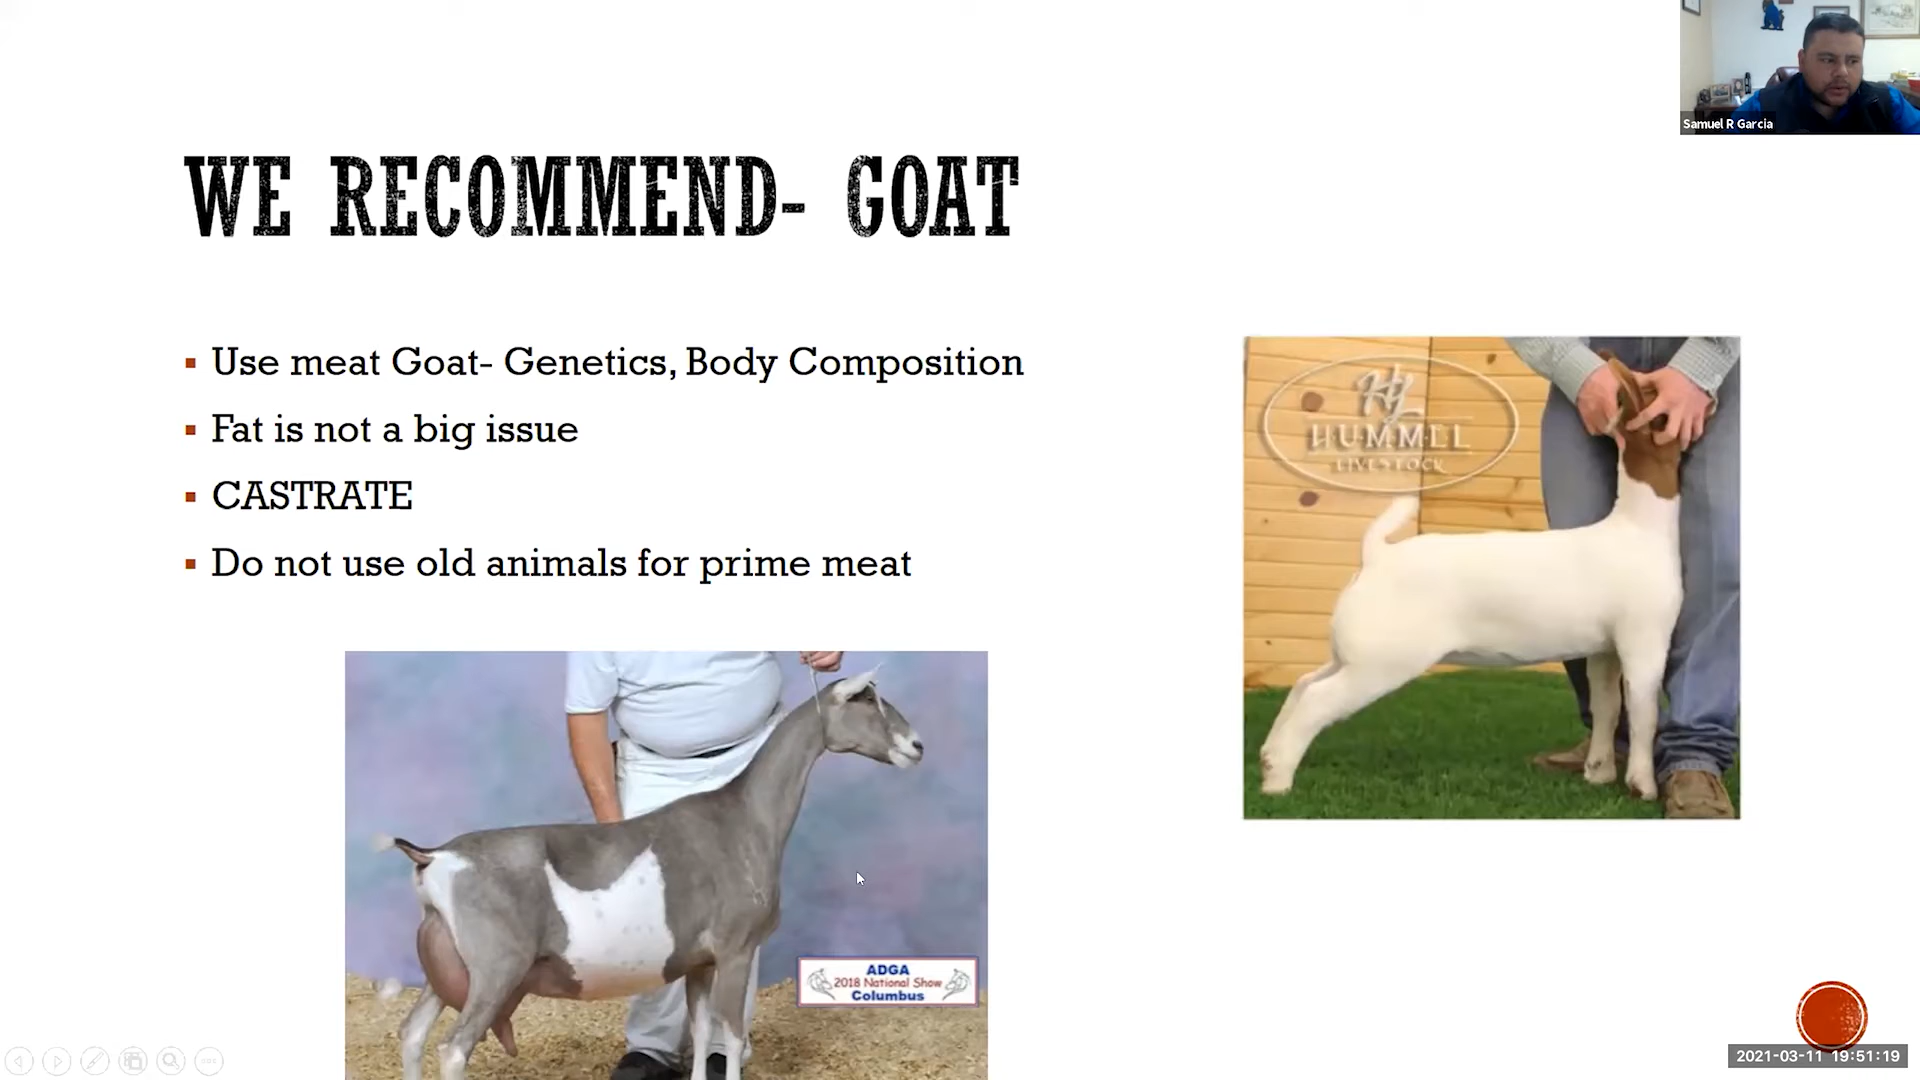 Samuel R Garcia
WE RECOMMEND- GOAT
Use meat Goat- Genetics, Body Composition
Fat is not a big issue
CASTRATE
Do not use old animals for prime meat
HL
HUMMEL
LIVESTOCK
ADGA
2018 National Show
Columbus
2021-03-11 19:51:19